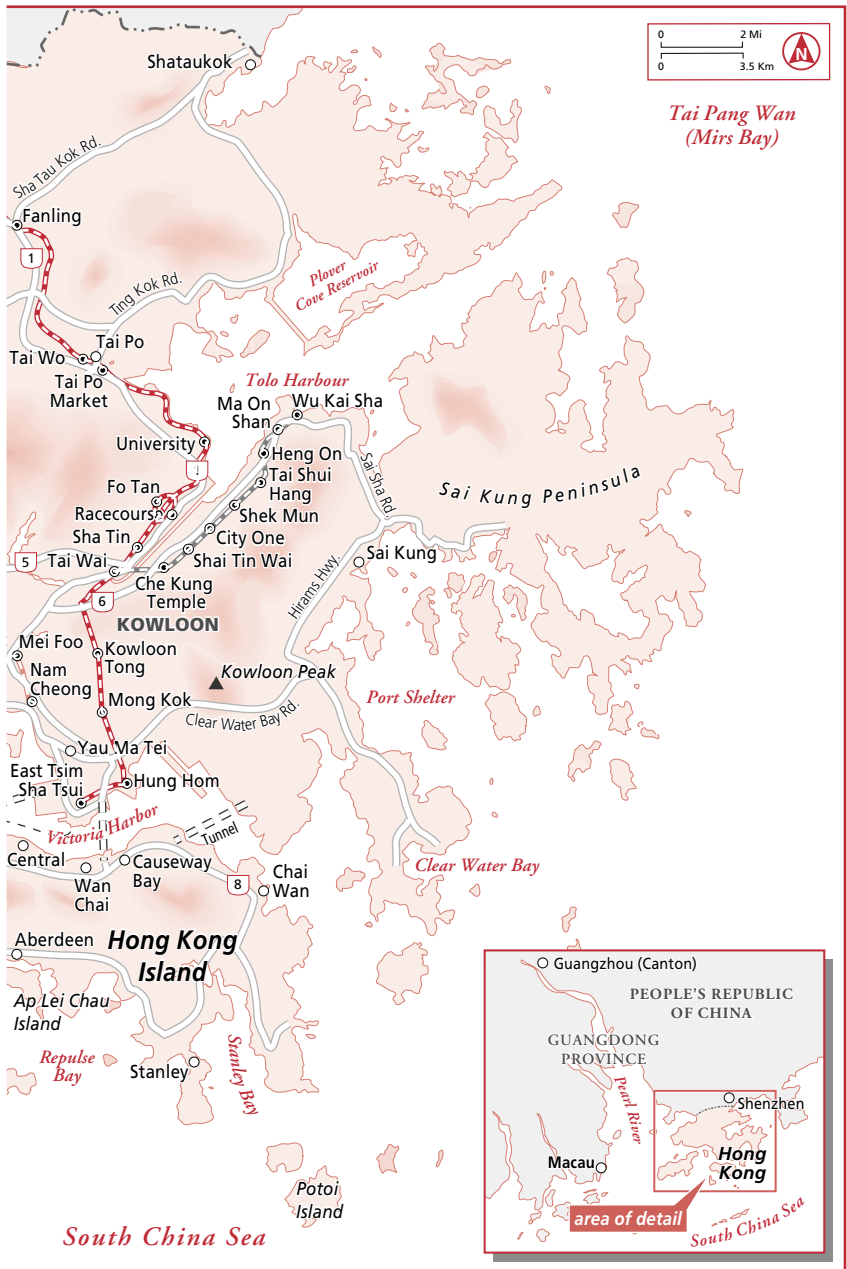 0 2 Mi
0 3.5 Km
N
Shataukok
Tai Pang Wan
(Mirs Bay)
Sha Tau Kok Rd.
Fanling
1
Plover
Cove Reservoir
Ting Kok Rd.
Tai Po
Tai Wo
Tai Po
Market
Tolo Harbour
Ma On
Shan
Wu Kai Sha
University
Heng On
Sai Sha Rd.
Tai Shui
Hang
Sai Kung Peninsula
Fo Tan
Racecourse
Shek Mun
Sha Tin
City One
5
Tai Wai
Shai Tin Wai
Sai Kung
Che Kung
Temple
Hirams Hwy.
6
KOWLOON
Mei Foo
Kowloon
Tong
Nam
Cheong
Kowloon Peak
Mong Kok
Port Shelter
Clear Water Bay Rd.
Yau Ma Tei
East Tsim
Sha Tsui
Hung Hom
Victoria Harbor
Tunnel
Central
Causeway
Bay
Wan
Chai
Clear Water Bay
8
Chai
Wan
Aberdeen
Hong Kong
Island
Ap Lei Chau
Island
Repulse
Bay
Stanley
Stanley Bay
Potoi
Island
South China Sea
Guangzhou (Canton)
PEOPLE'S REPUBLIC
OF CHINA
GUANGDONG
PROVINCE
Pearl River
Shenzhen
Macau
Hong
Kong
area of detail
South China Sea